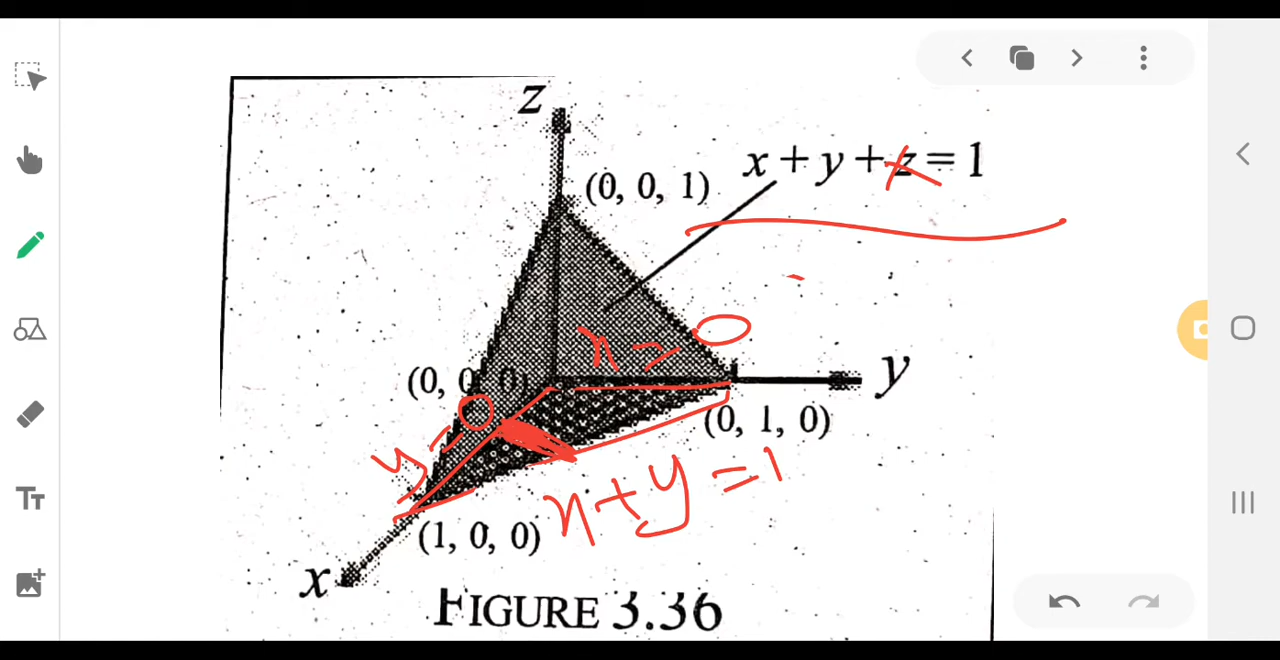 z
x + y + z = 1
(0, 0, 1)
x = 0
(0, 0, 0)
y
y = 0
(0, 1, 0)
x + y = 1
(1, 0, 0)
x
FIGURE 3.36
TT